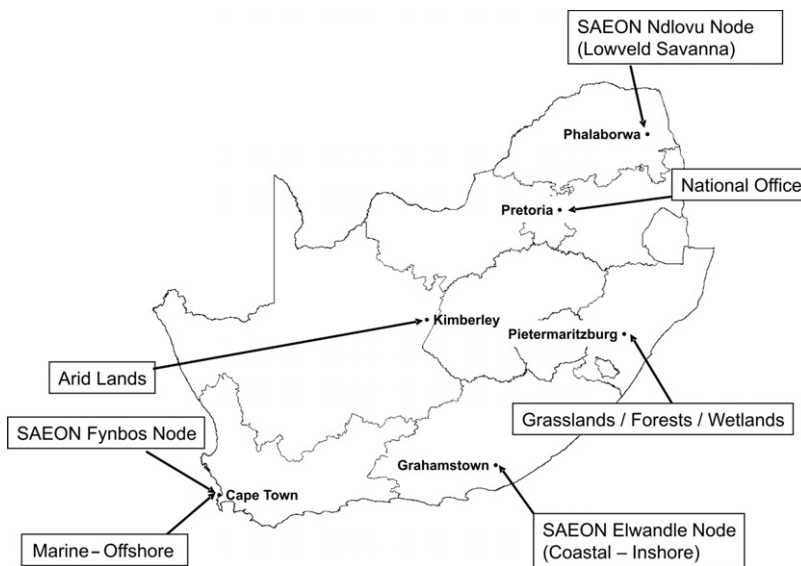 SAEON Ndlovu Node
(Lowveld Savanna)
Phalaborwa
National Office
Pretoria
Kimberley
Pietermaritzburg
Arid Lands
SAEON Fynbos Node
Grasslands / Forests / Wetlands
Grahamstown
Cape Town
SAEON Elwandle Node
(Coastal – Inshore)
Marine – Offshore